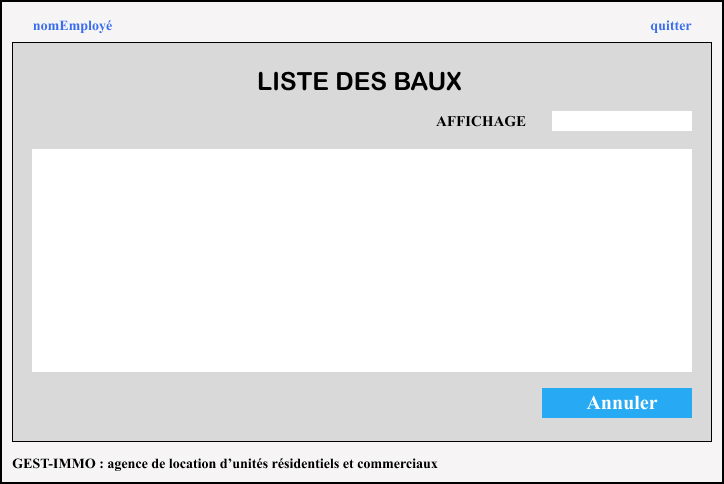 nomEmployé quitter
LISTE DES BAUX
AFFICHAGE
Annuler
GEST-IMMO : agence de location d’unités résidentiels et commerciaux